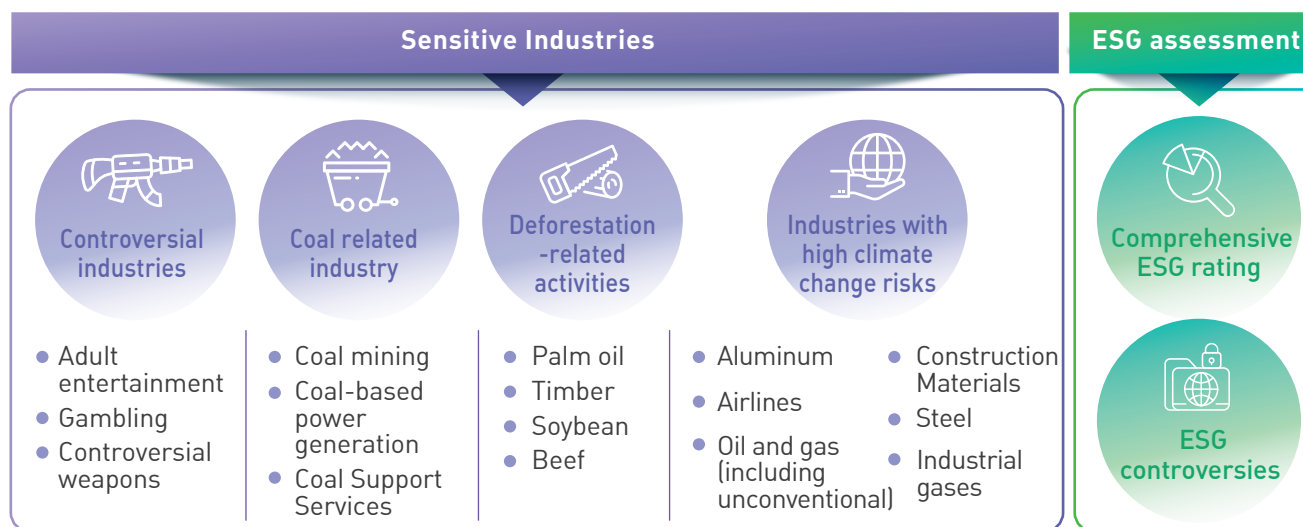 Sensitive Industries
ESG assessment
Controversial
industries
Coal related
industry
Deforestation
-related
activities
Industries with
high climate
change risks
Comprehensive
ESG rating
• Adult
entertainment
• Gambling
• Controversial
weapons
• Coal mining
• Coal-based
power
generation
• Coal Support
Services
• Palm oil
• Timber
• Soybean
• Beef
• Aluminum
• Airlines
• Oil and gas
(including
unconventional)
• Construction
Materials
• Steel
• Industrial
gases
ESG
controversies